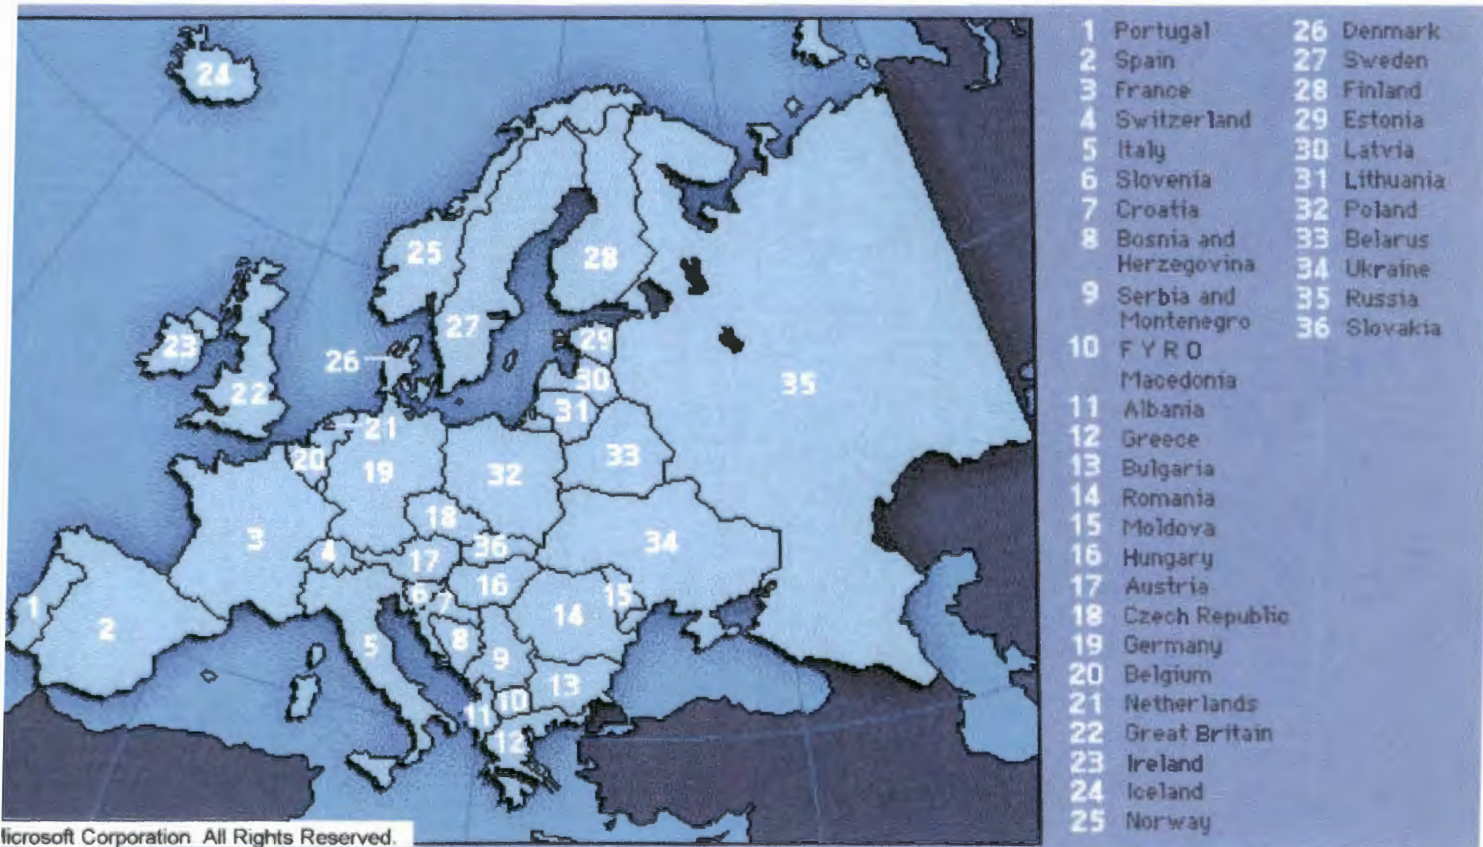 24
25
28
27
23
26
29
22
30
35
31
21
20
19
33
32
18
3
34
36
4
17
16
6
7
15
1
2
14
5
8
9
13
10
11
12
licrosoft Corporation All Rights Reserved.
1 Portugal
2 Spain
3 France
4 Switzerland
5 Italy
6 Slovenia
7 Croatia
8 Bosnia and
Herzegovina
9 Serbia and
Montenegro
10 F Y R O
Macedonia
11 Albania
12 Greece
13 Bulgaria
14 Romania
15 Moldova
16 Hungary
17 Austria
18 Czech Republic
19 Germany
20 Belgium
21 Netherlands
22 Great Britain
23 Ireland
24 Iceland
25 Norway
26 Denmark
27 Sweden
28 Finland
29 Estonia
30 Latvia
31 Lithuania
32 Poland
33 Belarus
34 Ukraine
35 Russia
36 Slovakia